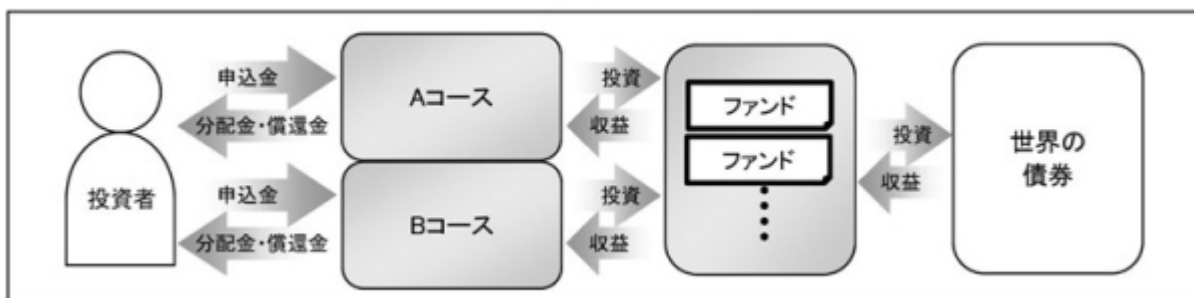 投資者
申込金
分配金・償還金
申込金
分配金・償還金
Aコース
Bコース
投資
収益
投資
収益
ファンド
ファンド
投資
収益
世界の
債券